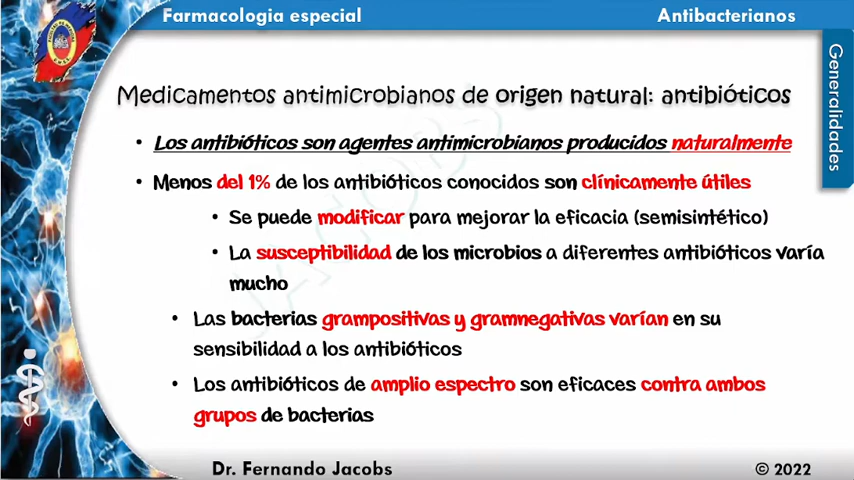 Farmacologia especial
Antibacterianos
Generalidades
Medicamentos antimicrobianos de origen natural: antibióticos
• Los antibióticos son agentes antimicrobianos producidos naturalmente
• Menos del 1% de los antibióticos conocidos son clínicamente útiles
• Se puede modificar para mejorar la eficacia (semisintético)
• La susceptibilidad de los microbios a diferentes antibióticos varía
mucho
• Las bacterias grampositivas y gramnegativas varían en su
sensibilidad a los antibióticos
• Los antibióticos de amplio espectro son eficaces contra ambos
grupos de bacterias
Dr. Fernando Jacobs
© 2022